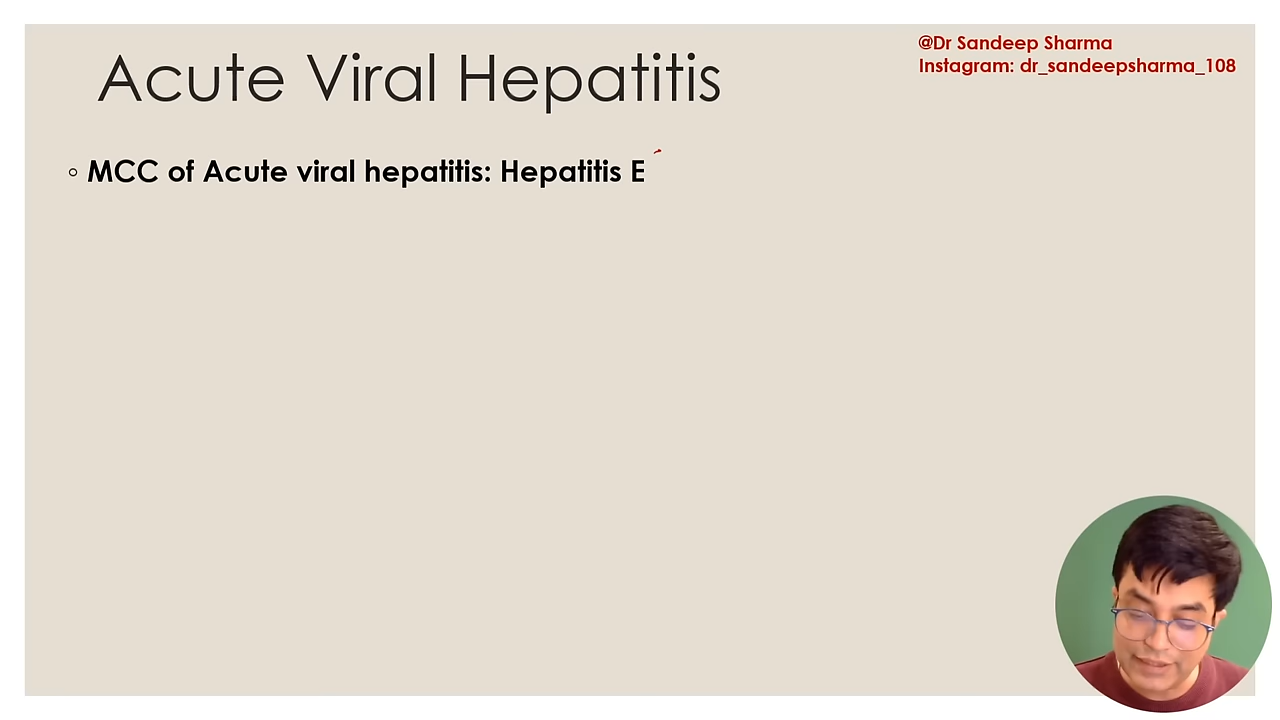 Acute Viral Hepatitis
@Dr Sandeep Sharma
Instagram: dr_sandeepsharma_108
◦ MCC of Acute viral hepatitis: Hepatitis E